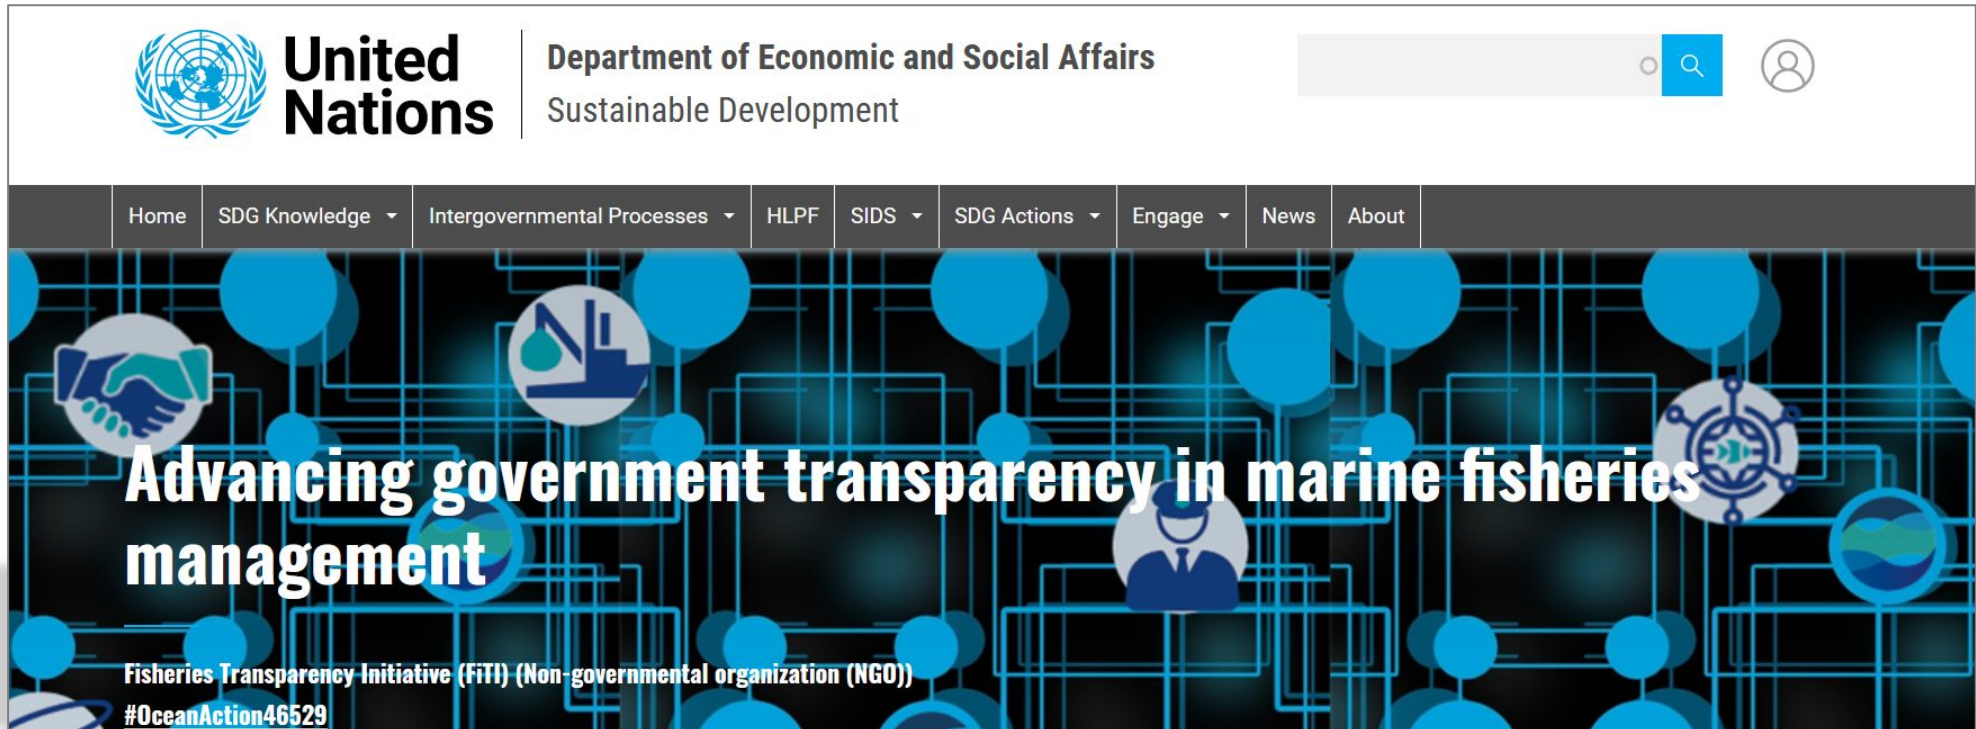 United
Nations
Department of Economic and Social Affairs
Sustainable Development
Home SDG Knowledge Intergovernmental Processes HLPF SIDS SDG Actions Engage News About
Advancing government transparency in marine fisheries
management
Fisheries Transparency Initiative (FiTI) (Non-governmental organization (NGO))
#OceanAction46529